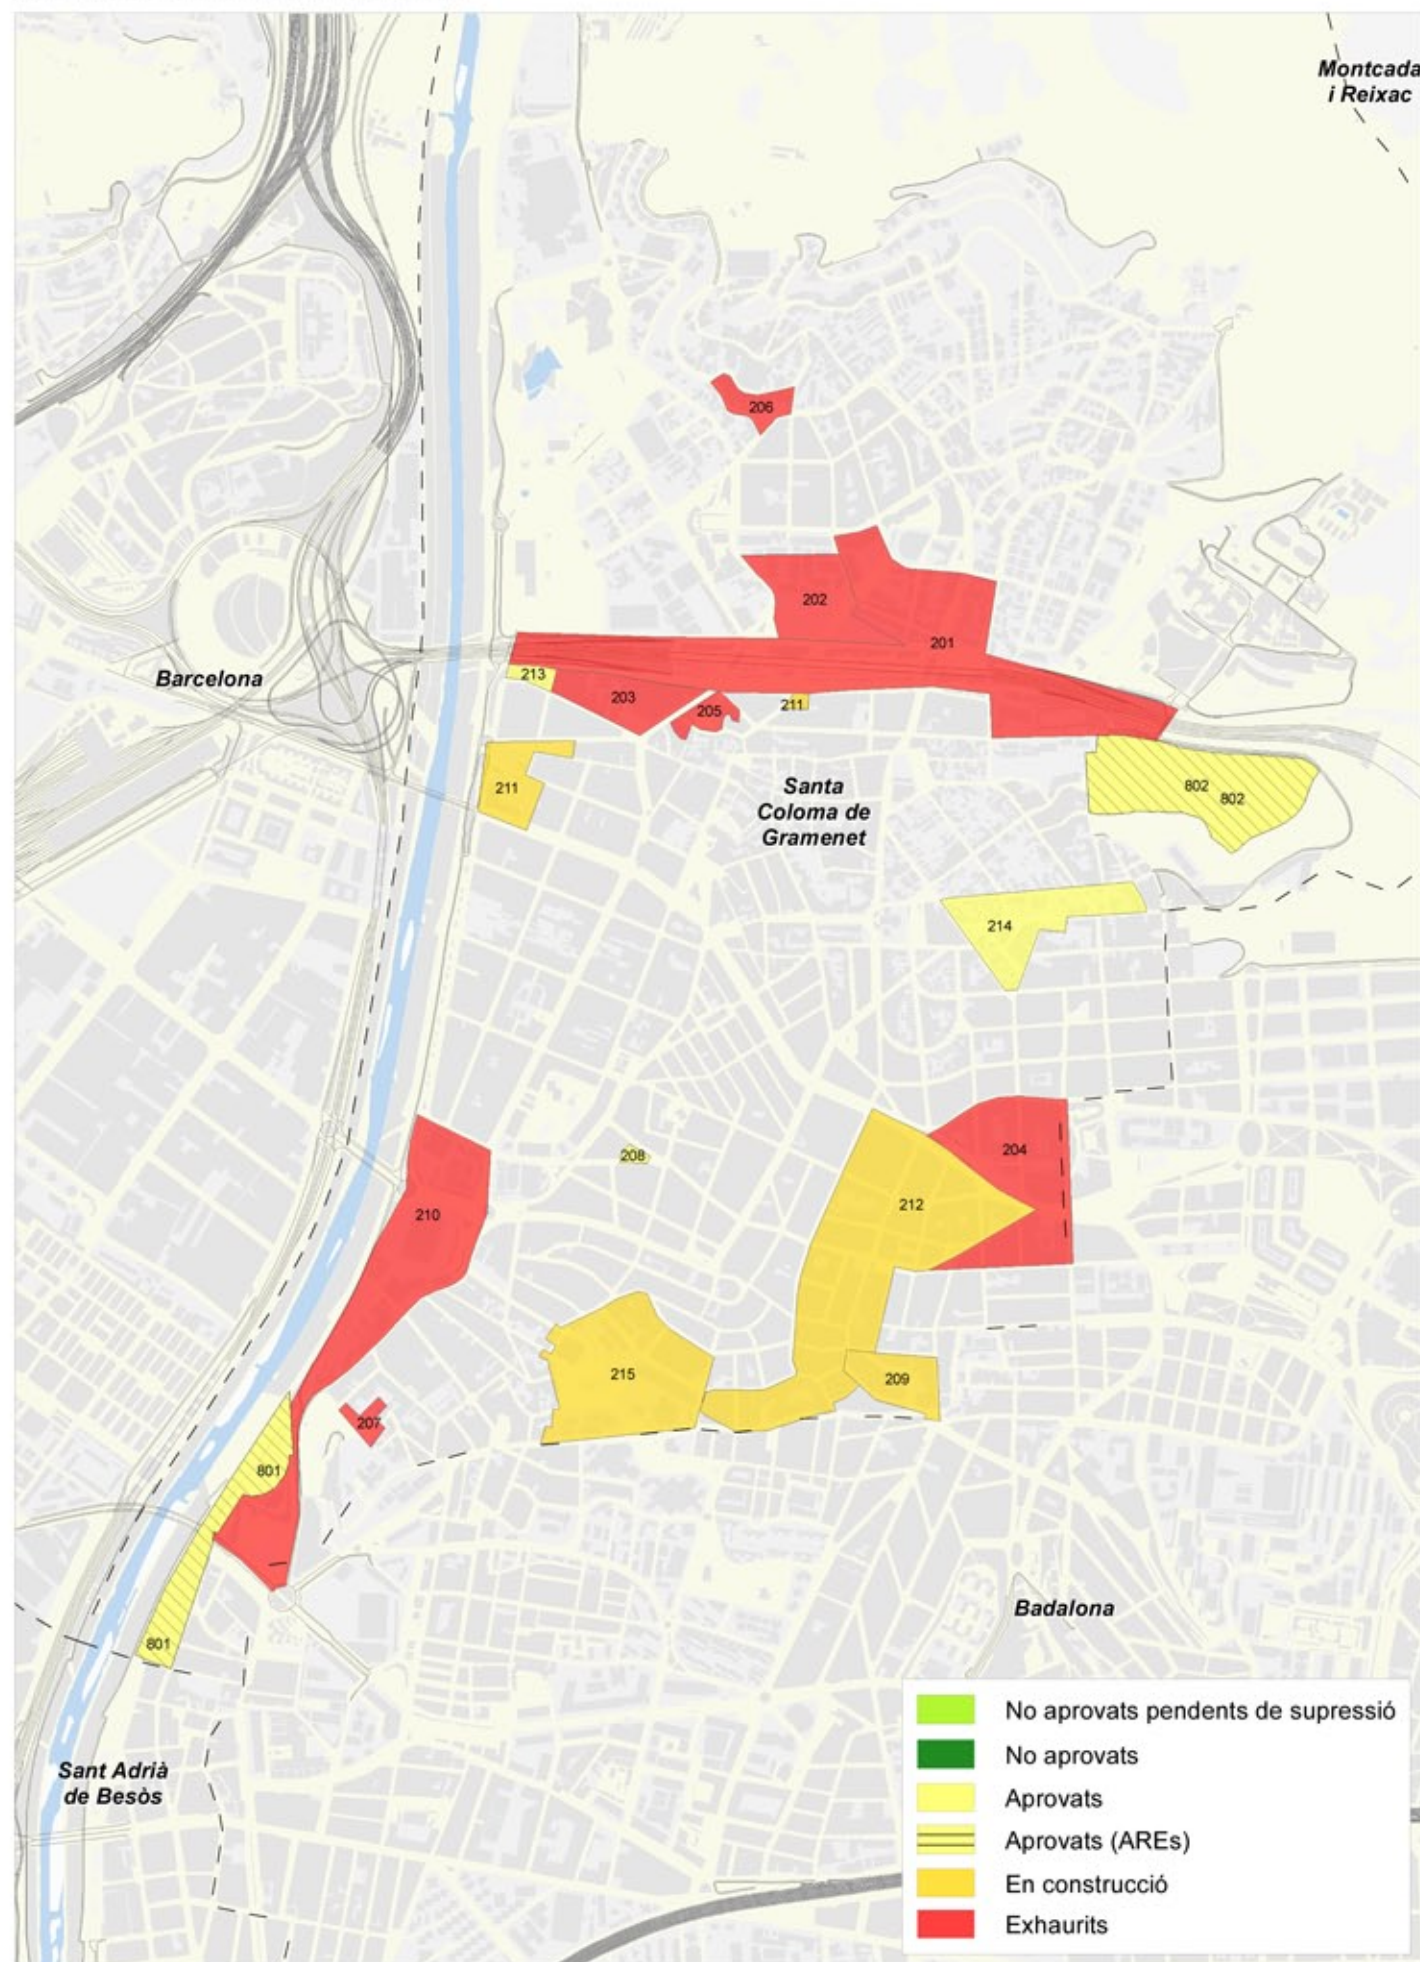 Montcada
i Reixac
206
202
201
Barcelona
213
203
205
211
211
Santa
Coloma de
Gramenet
802
802
214
208
204
212
210
215
209
207
801
801
Badalona
Sant Adrià
de Besòs
No aprovats pendents de supressió
No aprovats
Aprovats
Aprovats (AREs)
En construcció
Exhaurits